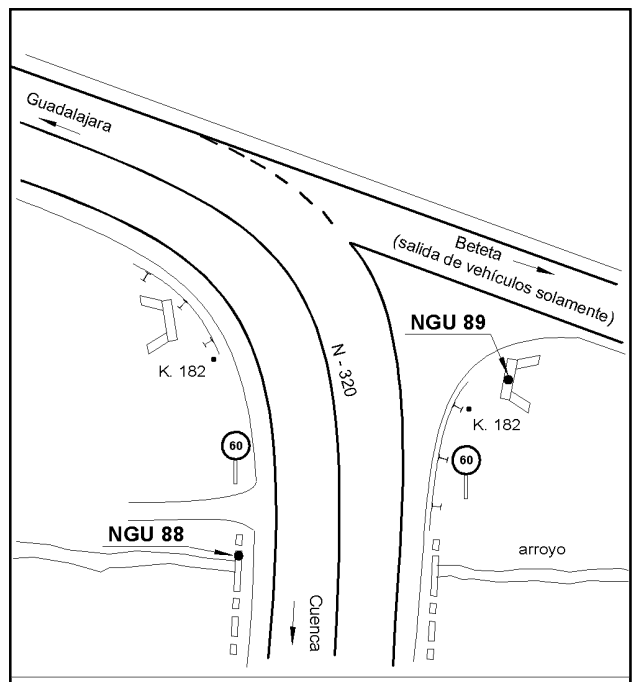 Guadalajara
Beteta
(salida de vehículos solamente)
NGU 89
N - 320
K. 182
K. 182
60
60
NGU 88
arroyo
Cuenca